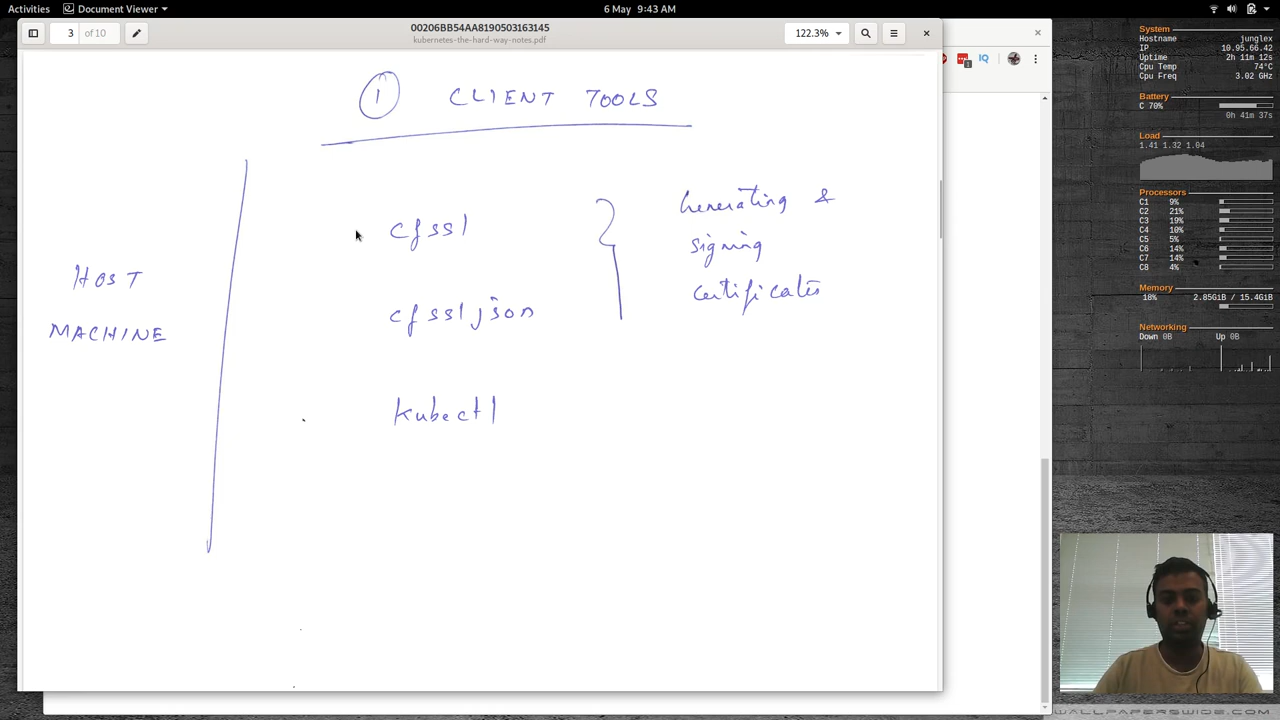 Activities
Document Viewer
6 May 9:43 AM
3 of 10
00206BB54AA8190503163145
kubernetes-the-hard-way-notes.pdf
122.3%
IQ
1
1 CLIENT TOOLS
HOST
MACHINE
cfssl
cfssljson
kubectl
Generating &
signing
certificates
System
Hostname junglex
IP 10.95.66.42
Uptime 2h 11m 12s
Cpu Temp 74°C
Cpu Freq 3.02 GHz
Battery
C 70%
0h 41m 37s
Load
1.41 1.32 1.04
Processors
C1 9%
C2 21%
C3 19%
C4 10%
C5 5%
C6 14%
C7 14%
C8 4%
Memory
18% 2.85GiB / 15.4GiB
Networking
Down 0B Up 0B
WALLPAPERSWIDE.COM